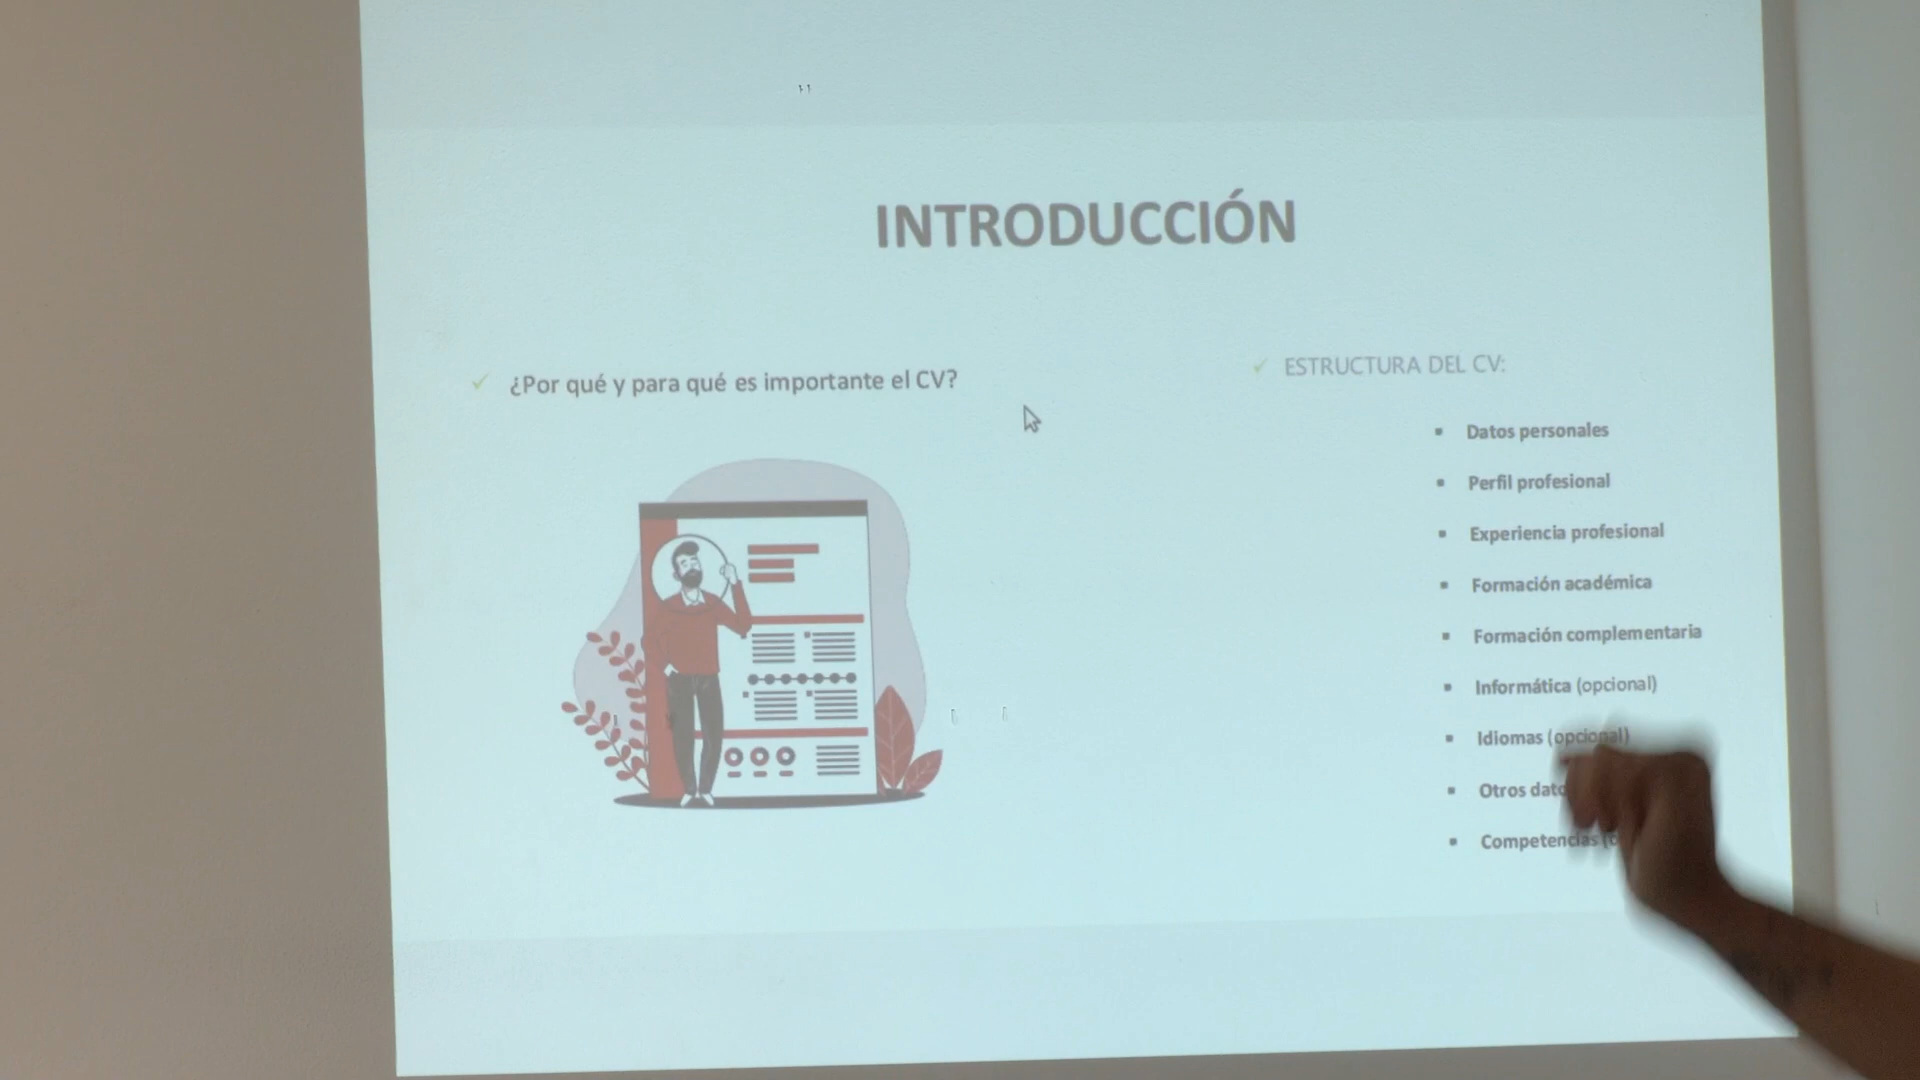 INTRODUCCIÓN
¿Por qué y para qué es importante el CV?
ESTRUCTURA DEL CV:
Datos personales
Perfil profesional
Experiencia profesional
Formación académica
Formación complementaria
Informática (opcional)
Idiomas (opcional)
Otros
Competencias